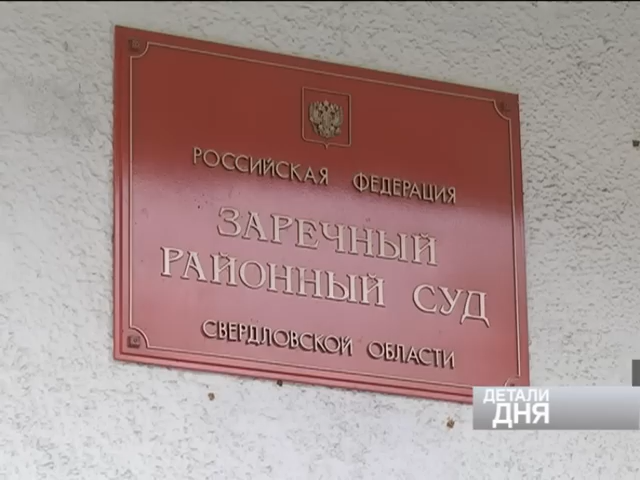 РОССИЙСКАЯ ФЕДЕРАЦИЯ
ЗАРЕЧНЫЙ
РАЙОННЫЙ СУД
СВЕРДЛОВСКОЙ ОБЛАСТИ
ДЕТАЛИ
ДНЯ